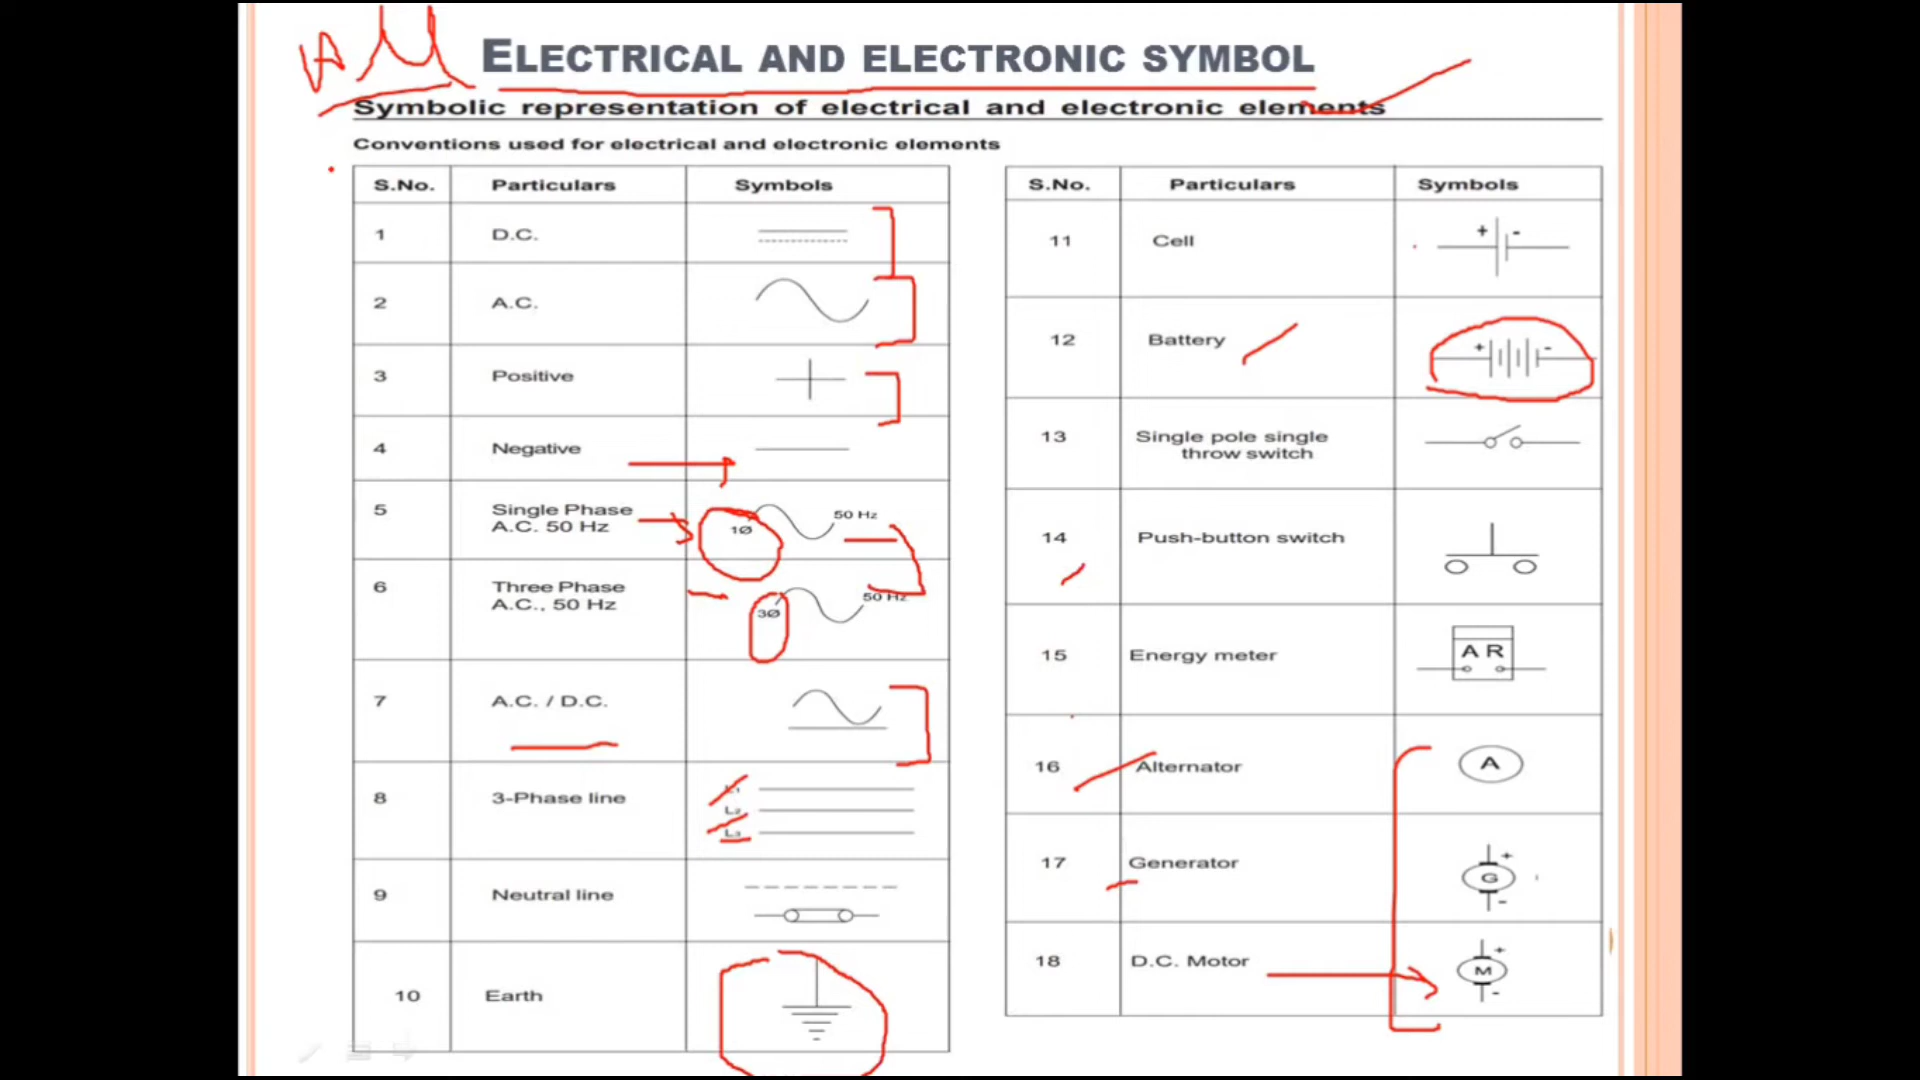 ELECTRICAL AND ELECTRONIC SYMBOL
Symbolic representation of electrical and electronic elements
Conventions used for electrical and electronic elements
S.No. Particulars Symbols
1 D.C.
2 A.C.
3 Positive
4 Negative
5 Single Phase A.C. 50 Hz 1Ø 50 Hz
6 Three Phase A.C., 50 Hz 3Ø 50 Hz
7 A.C. / D.C.
8 3-Phase line L1 L2 L3
9 Neutral line
10 Earth
S.No. Particulars Symbols
11 Cell + -
12 Battery + -
13 Single pole single throw switch
14 Push-button switch
15 Energy meter A R
16 Alternator A
17 Generator G + -
18 D.C. Motor M + -